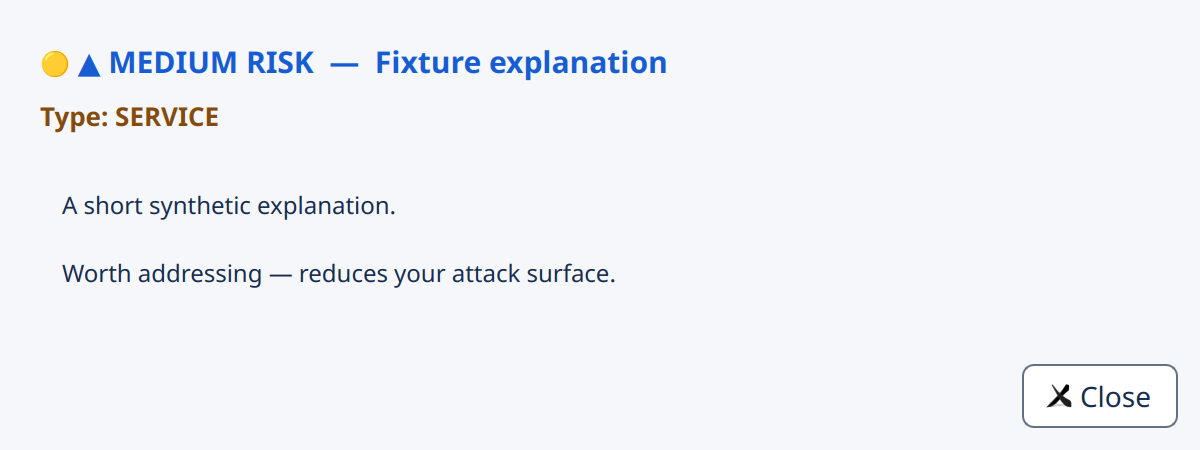 🟡 ▲ MEDIUM RISK — Fixture explanation
Type: SERVICE
A short synthetic explanation.
Worth addressing — reduces your attack surface.
✕ Close